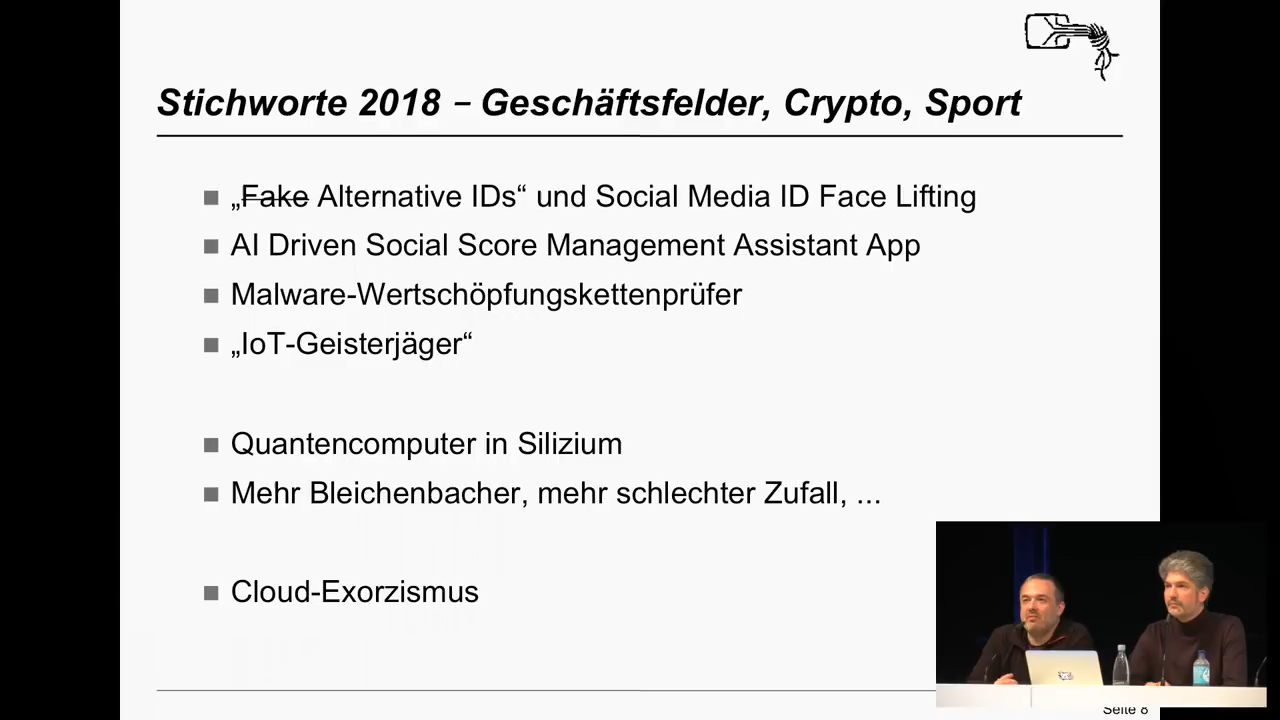 Stichworte 2018 – Geschäftsfelder, Crypto, Sport
„Fake Alternative IDs“ und Social Media ID Face Lifting
AI Driven Social Score Management Assistant App
Malware-Wertschöpfungskettenprüfer
„IoT-Geisterjäger“
Quantencomputer in Silizium
Mehr Bleichenbacher, mehr schlechter Zufall, ...
Cloud-Exorzismus
Seite 8